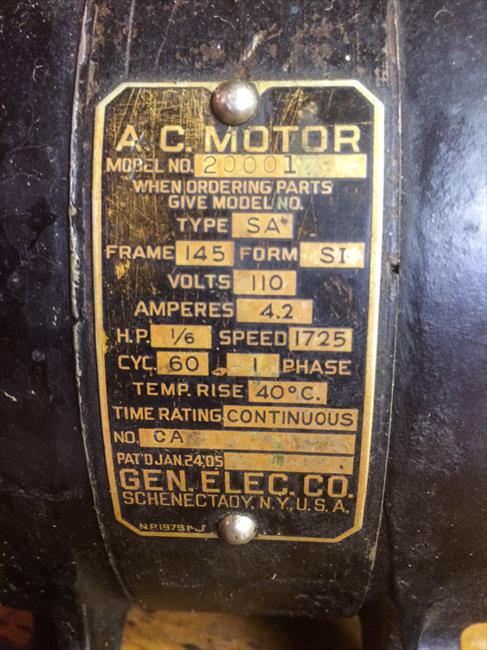 A.C. MOTOR
MODEL NO. 20001
WHEN ORDERING PARTS
GIVE MODEL NO.
TYPE SA
FRAME 145 FORM SI
VOLTS 110
AMPERES 4.2
H.P. 1/6 SPEED 1725
CYC. 60 1 PHASE
TEMP. RISE 40°C.
TIME RATING CONTINUOUS
NO. CA
PAT'D JAN. 24,'05
GEN. ELEC. CO.
SCHENECTADY, N.Y. U.S.A.